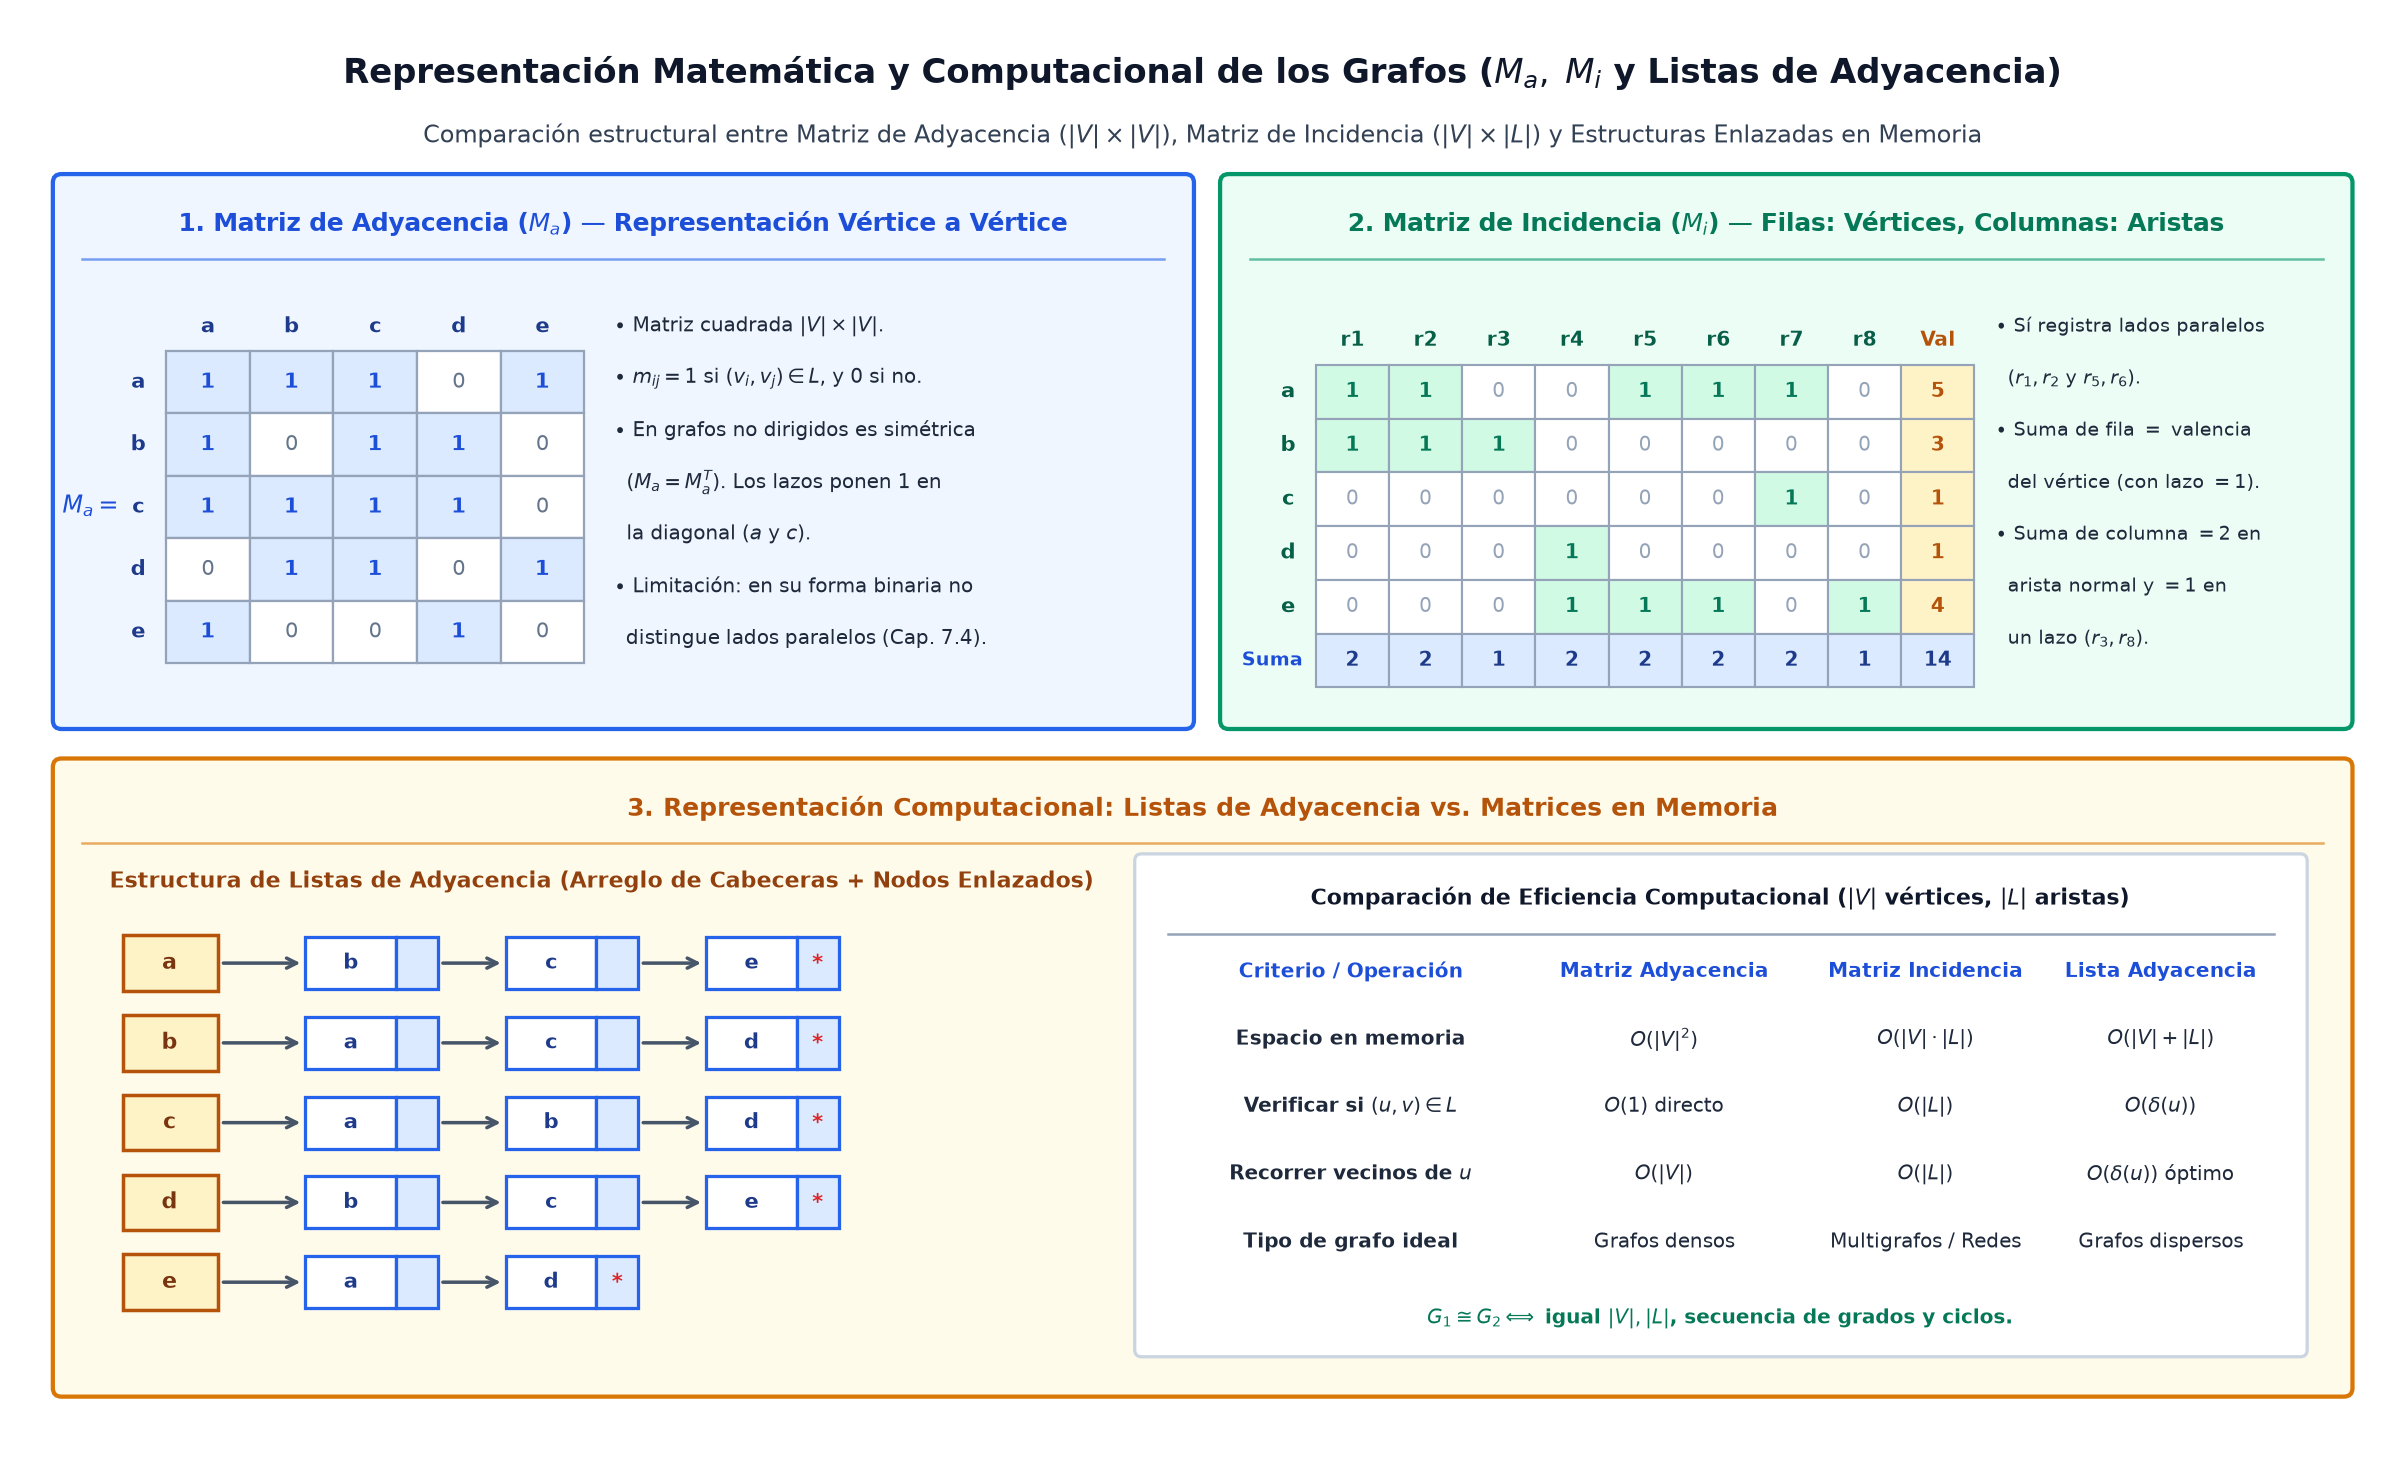 Representación Matemática y Computacional de los Grafos (Mₐ, Mᵢ y Listas de Adyacencia)
Comparación estructural entre Matriz de Adyacencia (|V| × |V|), Matriz de Incidencia (|V| × |L|) y Estructuras Enlazadas en Memoria
1. Matriz de Adyacencia (Mₐ) — Representación Vértice a Vértice
a b c d e
a 1 1 1 0 1
b 1 0 1 1 0
Mₐ = c 1 1 1 1 0
d 0 1 1 0 1
e 1 0 0 1 0
• Matriz cuadrada |V| × |V|.
• mᵢⱼ = 1 si (vᵢ, vⱼ) ∈ L, y 0 si no.
• En grafos no dirigidos es simétrica
(Mₐ = Mₐᵀ). Los lazos ponen 1 en
la diagonal (a y c).
• Limitación: en su forma binaria no
distingue lados paralelos (Cap. 7.4).
2. Matriz de Incidencia (Mᵢ) — Filas: Vértices, Columnas: Aristas
r1 r2 r3 r4 r5 r6 r7 r8 Val
a 1 1 0 0 1 1 1 0 5
b 1 1 1 0 0 0 0 0 3
c 0 0 0 0 0 0 1 0 1
d 0 0 0 1 0 0 0 0 1
e 0 0 0 1 1 1 0 1 4
Suma 2 2 1 2 2 2 2 1 14
• Sí registra lados paralelos
(r₁, r₂ y r₅, r₆).
• Suma de fila = valencia
del vértice (con lazo = 1).
• Suma de columna = 2 en
arista normal y = 1 en
un lazo (r₃, r₈).
3. Representación Computacional: Listas de Adyacencia vs. Matrices en Memoria
Estructura de Listas de Adyacencia (Arreglo de Cabeceras + Nodos Enlazados)
a b c e *
b a c d *
c a b d *
d b c e *
e a d *
Comparación de Eficiencia Computacional (|V| vértices, |L| aristas)
Criterio / Operación Matriz Adyacencia Matriz Incidencia Lista Adyacencia
Espacio en memoria O(|V|²) O(|V| · |L|) O(|V| + |L|)
Verificar si (u, v) ∈ L O(1) directo O(|L|) O(δ(u))
Recorrer vecinos de u O(|V|) O(|L|) O(δ(u)) óptimo
Tipo de grafo ideal Grafos densos Multigrafos / Redes Grafos dispersos
G₁ ≅ G₂ ⟺ igual |V|, |L|, secuencia de grados y ciclos.